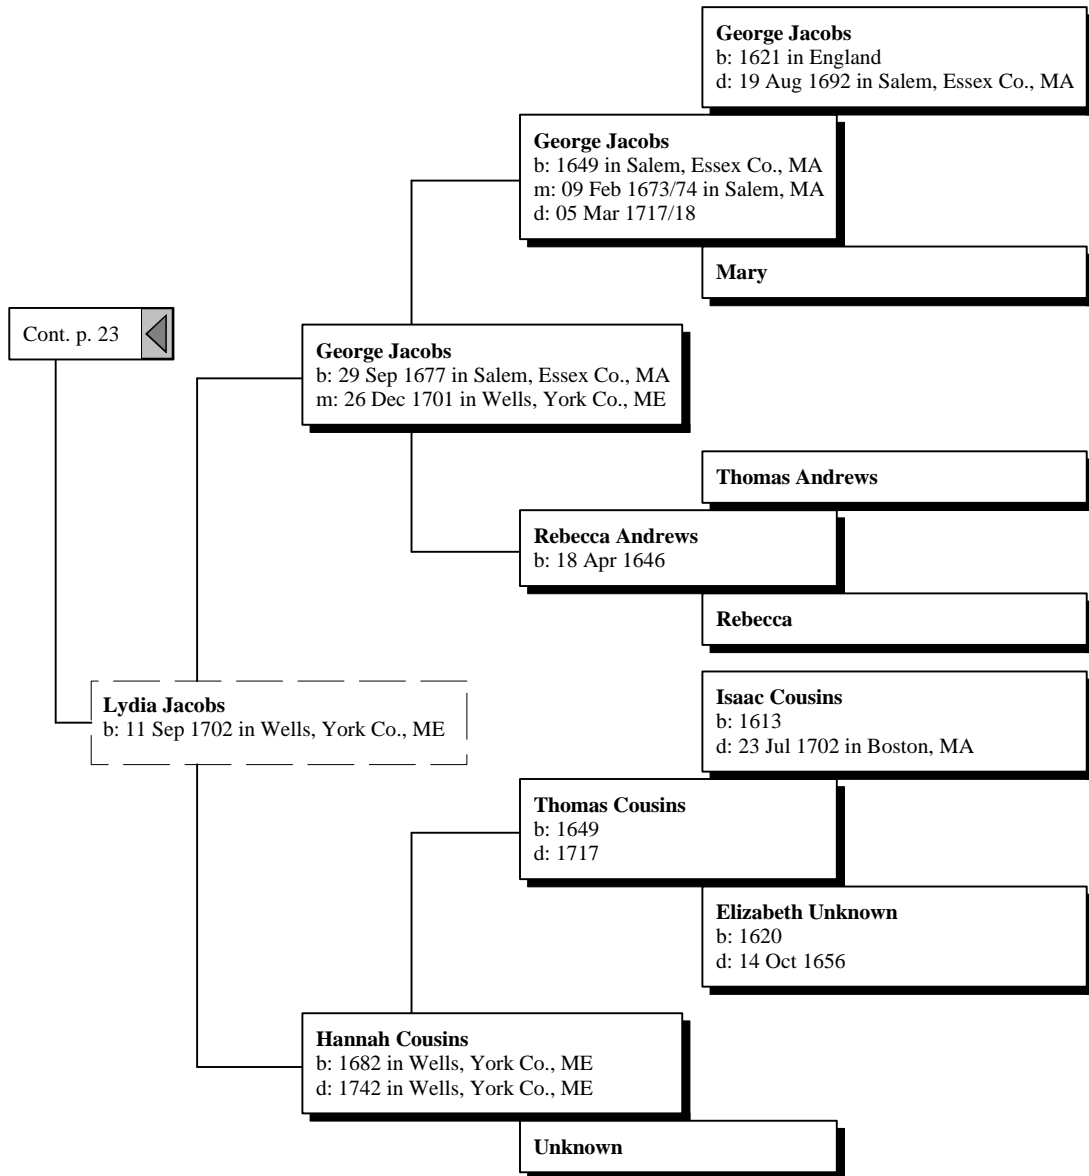 George Jacobs
b: 1621 in England
d: 19 Aug 1692 in Salem, Essex Co., MA
George Jacobs
b: 1649 in Salem, Essex Co., MA
m: 09 Feb 1673/74 in Salem, MA
d: 05 Mar 1717/18
Mary
Cont. p. 23
George Jacobs
b: 29 Sep 1677 in Salem, Essex Co., MA
m: 26 Dec 1701 in Wells, York Co., ME
Thomas Andrews
Rebecca Andrews
b: 18 Apr 1646
Rebecca
Lydia Jacobs
b: 11 Sep 1702 in Wells, York Co., ME
Isaac Cousins
b: 1613
d: 23 Jul 1702 in Boston, MA
Thomas Cousins
b: 1649
d: 1717
Elizabeth Unknown
b: 1620
d: 14 Oct 1656
Hannah Cousins
b: 1682 in Wells, York Co., ME
d: 1742 in Wells, York Co., ME
Unknown